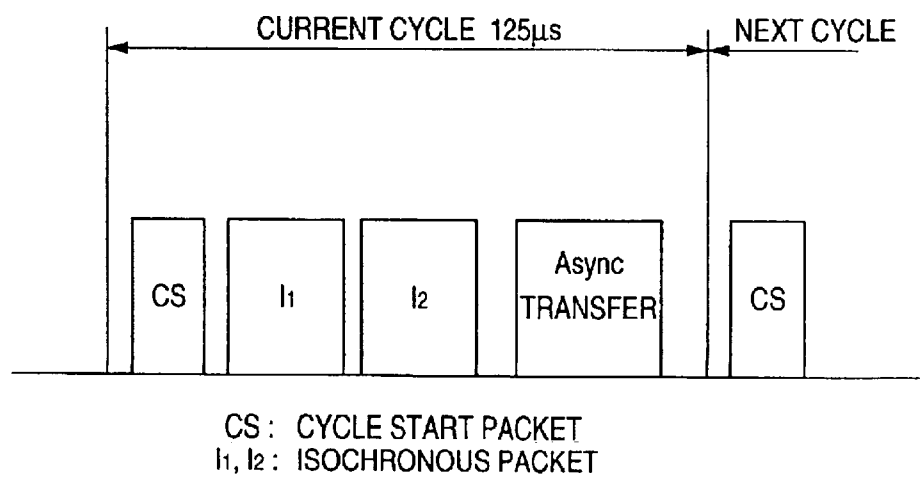 CURRENT CYCLE 125µs
NEXT CYCLE
CS
I1
I2
Async
TRANSFER
CS
CS : CYCLE START PACKET
I1, I2 : ISOCHRONOUS PACKET